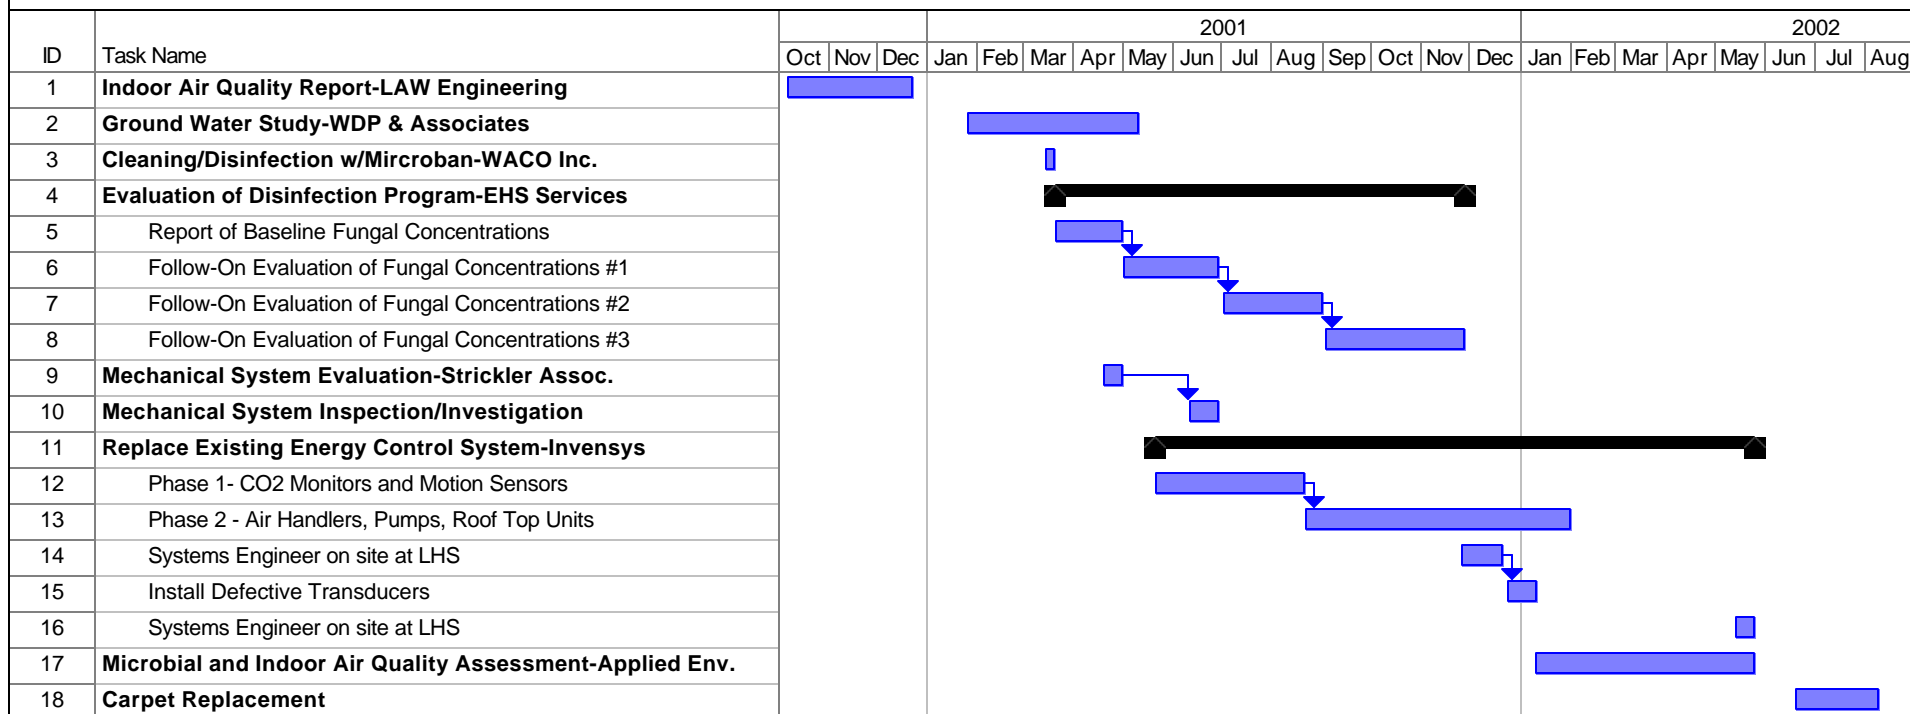 2001 2002
ID Task Name Oct Nov Dec Jan Feb Mar Apr May Jun Jul Aug Sep Oct Nov Dec Jan Feb Mar Apr May Jun Jul Aug
1 Indoor Air Quality Report-LAW Engineering
2 Ground Water Study-WDP & Associates
3 Cleaning/Disinfection w/Mircroban-WACO Inc.
4 Evaluation of Disinfection Program-EHS Services
5 Report of Baseline Fungal Concentrations
6 Follow-On Evaluation of Fungal Concentrations #1
7 Follow-On Evaluation of Fungal Concentrations #2
8 Follow-On Evaluation of Fungal Concentrations #3
9 Mechanical System Evaluation-Strickler Assoc.
10 Mechanical System Inspection/Investigation
11 Replace Existing Energy Control System-Invensys
12 Phase 1- CO2 Monitors and Motion Sensors
13 Phase 2 - Air Handlers, Pumps, Roof Top Units
14 Systems Engineer on site at LHS
15 Install Defective Transducers
16 Systems Engineer on site at LHS
17 Microbial and Indoor Air Quality Assessment-Applied Env.
18 Carpet Replacement